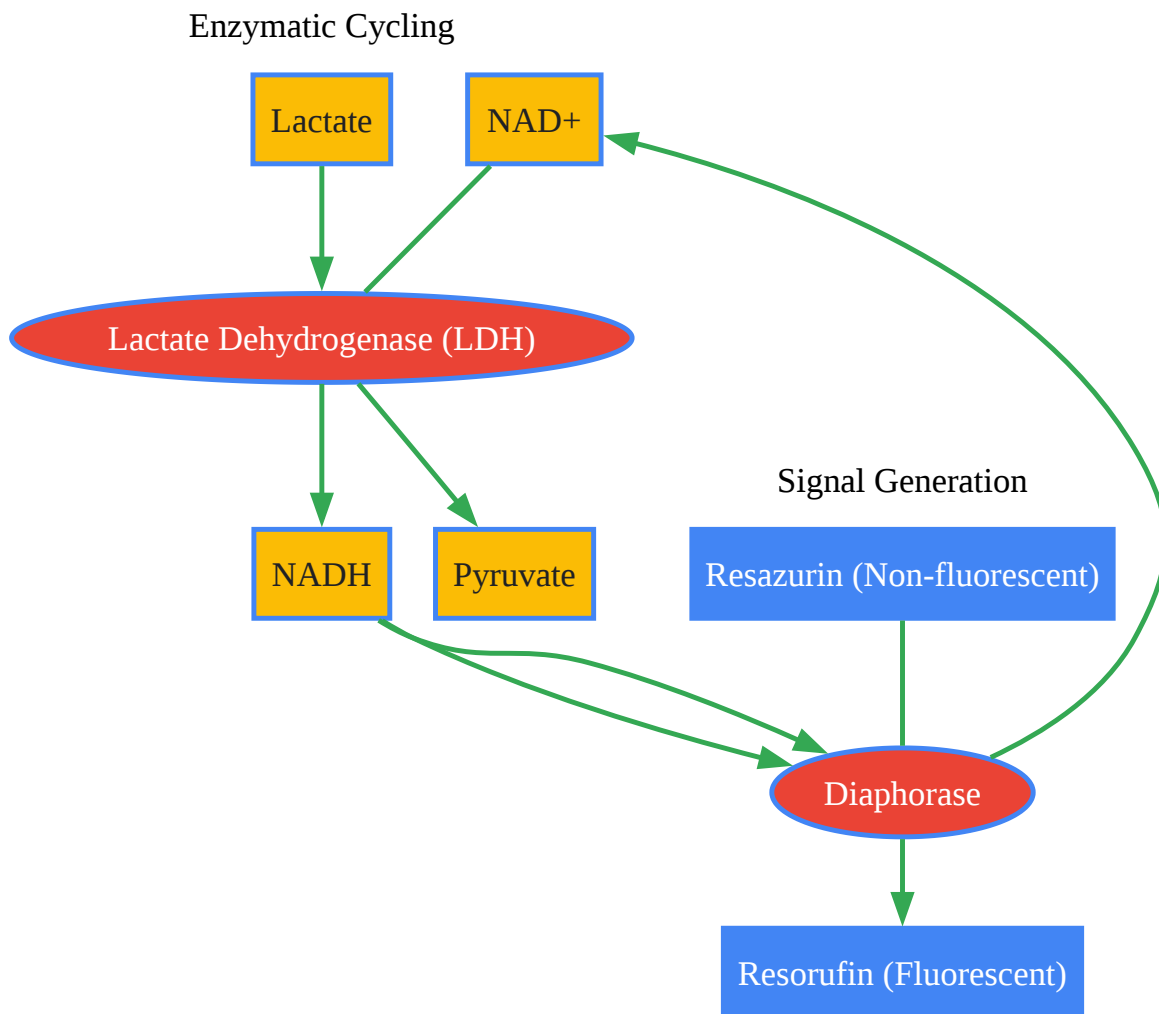 Enzymatic Cycling
Lactate
NAD+
Lactate Dehydrogenase (LDH)
Signal Generation
NADH
Pyruvate
Resazurin (Non-fluorescent)
Diaphorase
Resorufin (Fluorescent)